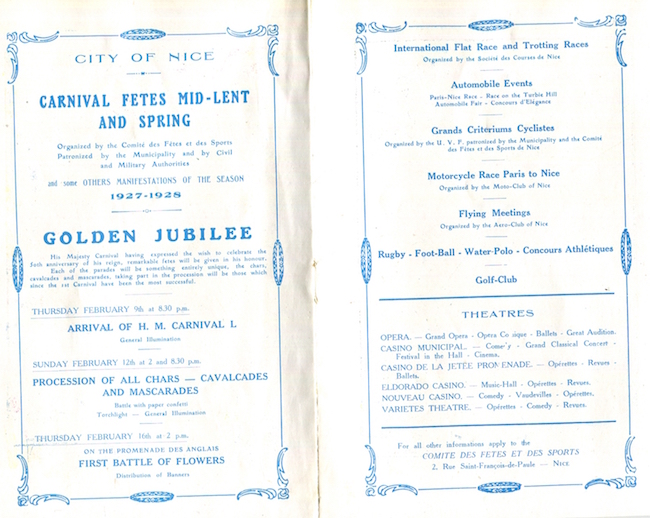 CITY OF NICE
CARNIVAL FETES MID-LENT
AND SPRING
Organized by the Comité des Fêtes et des Sports
Patronized by the Municipality and by Civil
and Military Authorities
and some OTHERS MANIFESTATIONS OF THE SEASON
1927-1928
GOLDEN JUBILEE
His Majesty Carnival having expressed the wish to celebrate the
50th anniversary of his reign, remarkable fetes will be given in his honour.
Each of the parades will be something entirely unique, the chars,
cavalcades and mascarades, taking part in the procession will be those which
since the 1st Carnival have been the most successful.
THURSDAY FEBRUARY 9th at 8.30 p.m.
ARRIVAL OF H. M. CARNIVAL L
General Illumination
SUNDAY FEBRUARY 12th at 2 and 8.30 p.m.
PROCESSION OF ALL CHARS — CAVALCADES
AND MASCARADES
Battle with paper confetti
Torchlight — General Illumination
THURSDAY FEBRUARY 16th at 2 p.m.
ON THE PROMENADE DES ANGLAIS
FIRST BATTLE OF FLOWERS
Distribution of Banners
International Flat Race and Trotting Races
Organized by the Société des Courses de Nice
Automobile Events
Paris-Nice Race - Race on the Turbie Hill
Automobile Fair - Concours d'Elégance
Grands Criteriums Cyclistes
Organized by the U. V. F. patronized by the Municipality and the Comité
des Fêtes et des Sports de Nice
Motorcycle Race Paris to Nice
Organized by the Moto-Club of Nice
Flying Meetings
Organized by the Aero-Club of Nice
Rugby - Foot-Ball - Water-Polo - Concours Athlétiques
Golf-Club
THEATRES
OPERA. — Grand Opera - Opera Comique - Ballets - Great Audition.
CASINO MUNICIPAL. — Comedy - Grand Classical Concert -
Festival in the Hall - Cinema.
CASINO DE LA JETÉE PROMENADE. — Opérettes - Revues -
Ballets.
ELDORADO CASINO. — Music-Hall - Opérettes - Revues.
NOUVEAU CASINO. — Comedy - Vaudevilles - Opérettes.
VARIETES THEATRE. — Opérettes - Comedy - Revues.
For all other informations apply to the
COMITE DES FETES ET DES SPORTS
2, Rue Saint-François-de-Paule — NICE